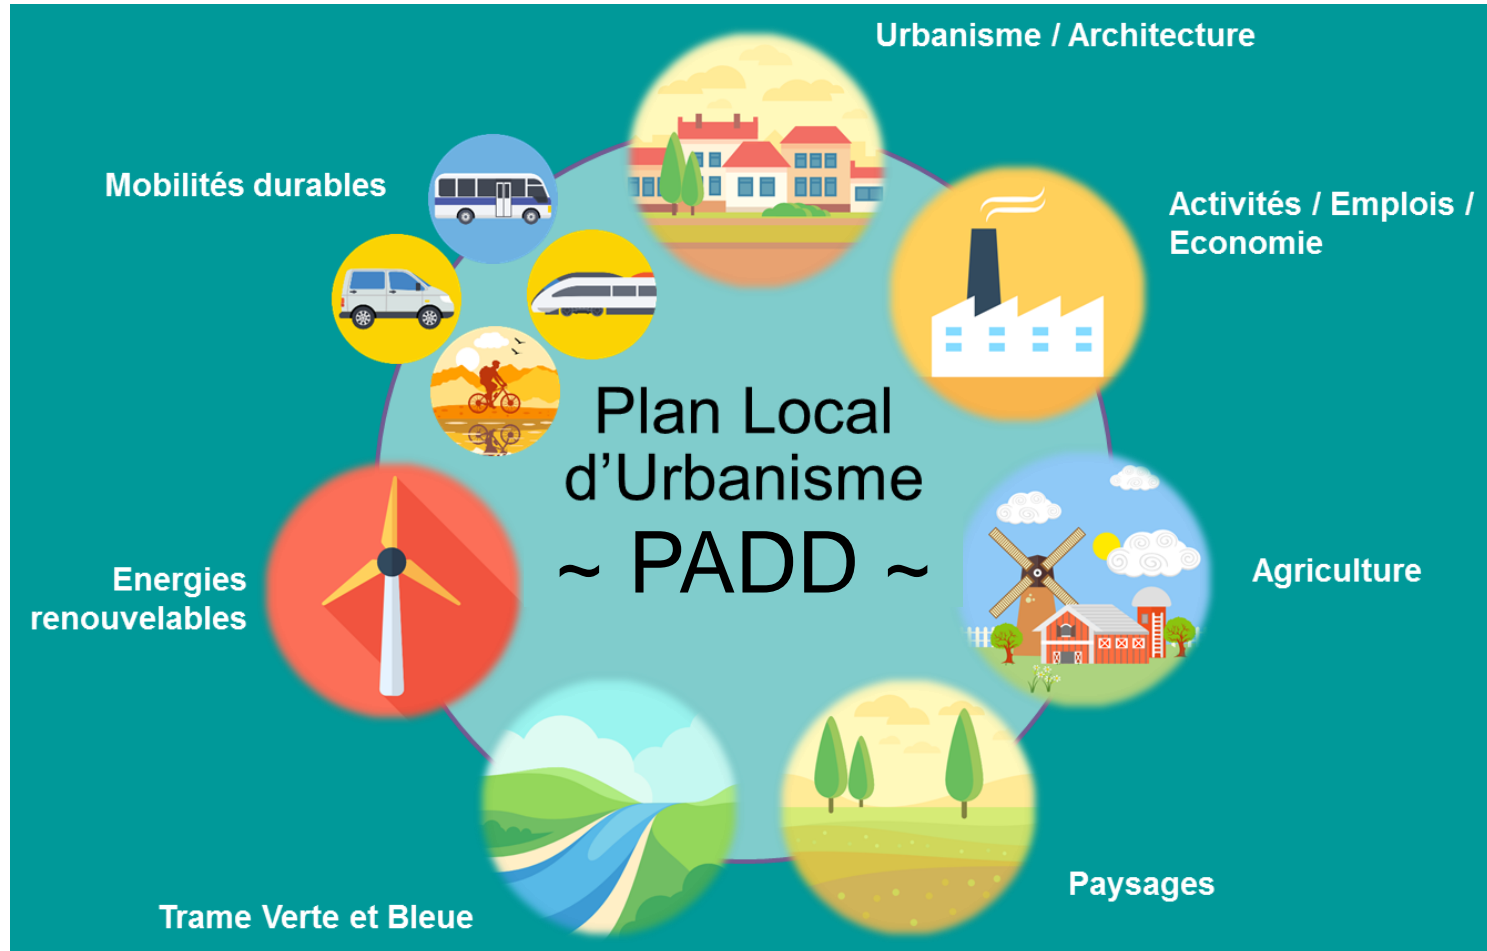 Urbanisme / Architecture
Mobilités durables
Activités / Emplois /
Economie
Plan Local
d’Urbanisme
~ PADD ~
Energies
renouvelables
Agriculture
Paysages
Trame Verte et Bleue